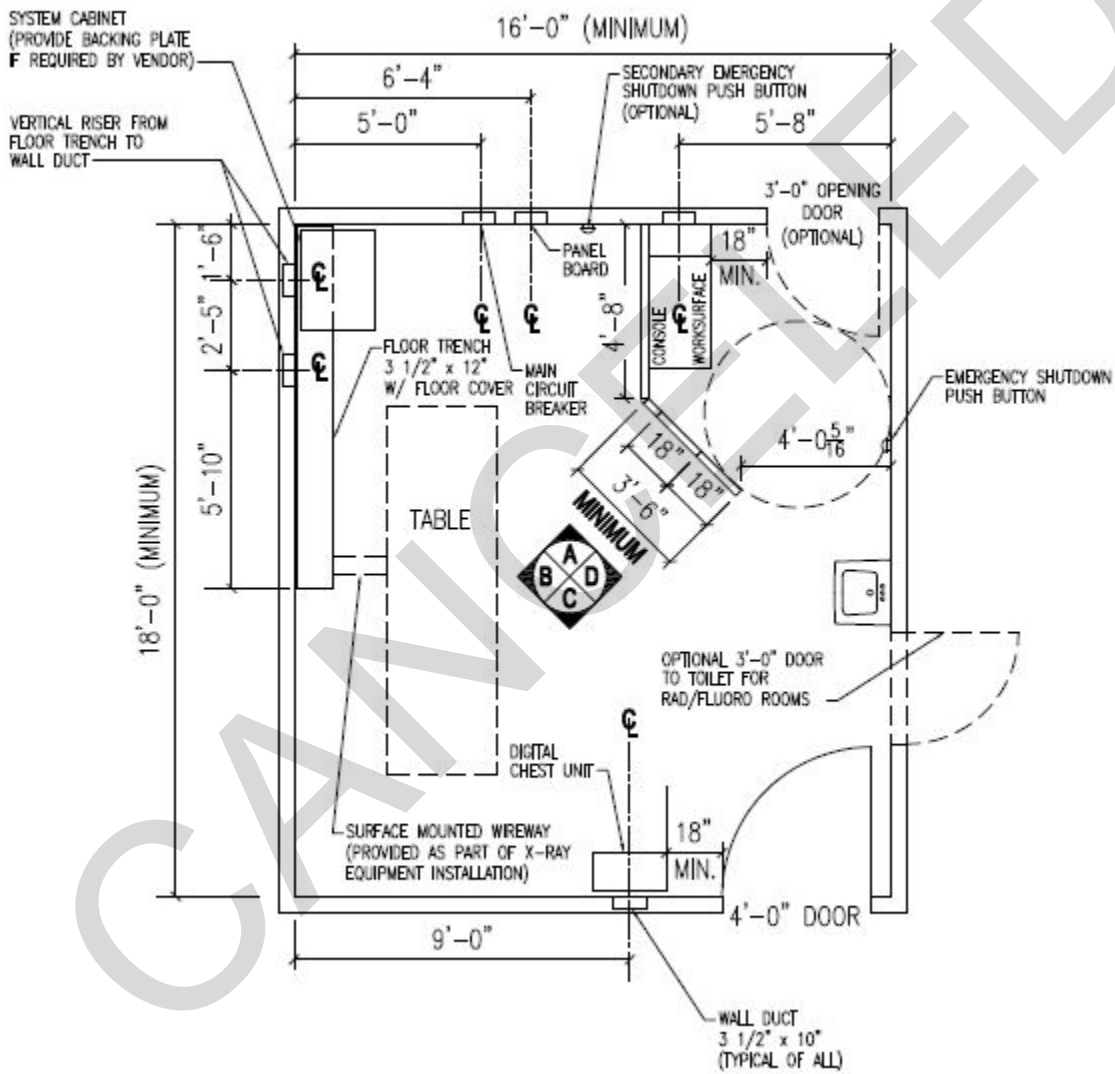 SYSTEM CABINET
(PROVIDE BACKING PLATE
IF REQUIRED BY VENDOR)
16'-0" (MINIMUM)
6'-4"
SECONDARY EMERGENCY
SHUTDOWN PUSH BUTTON
(OPTIONAL)
VERTICAL RISER FROM
FLOOR TRENCH TO
WALL DUCT
5'-0"
5'-8"
3'-0" OPENING
DOOR
(OPTIONAL)
1'-6"
2'-5"
5'-10"
18'-0" (MINIMUM)
℄
℄
℄
℄
PANEL
BOARD
4'-8"
CONSOLE
WORKSURFACE
℄
18"
MIN.
FLOOR TRENCH
3 1/2" x 12"
W/ FLOOR COVER
MAIN
CIRCUIT
BREAKER
EMERGENCY SHUTDOWN
PUSH BUTTON
4'-0 5/16"
18"
18"
3'-6"
MINIMUM
TABLE
A
B
D
C
OPTIONAL 3'-0" DOOR
TO TOILET FOR
RAD/FLUORO ROOMS
℄
DIGITAL
CHEST UNIT
18"
MIN.
SURFACE MOUNTED WIREWAY
(PROVIDED AS PART OF X-RAY
EQUIPMENT INSTALLATION)
4'-0" DOOR
9'-0"
WALL DUCT
3 1/2" x 10"
(TYPICAL OF ALL)
CANCELED